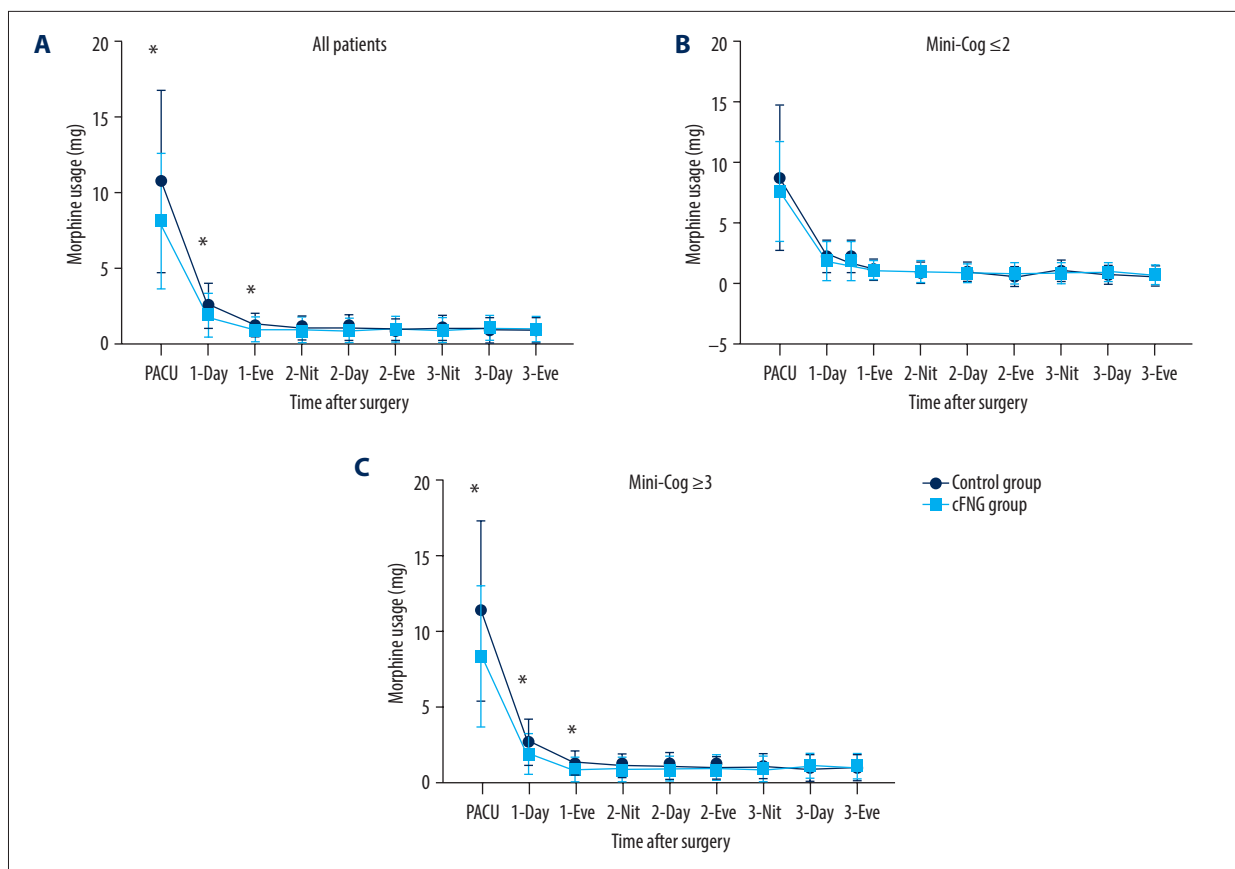 A
All patients
*
*
*
20
15
10
5
0
Morphine usage (mg)
PACU 1-Day 1-Eve 2-Nit 2-Day 2-Eve 3-Nit 3-Day 3-Eve
Time after surgery
B
Mini-Cog ≤2
20
15
10
5
0
−5
Morphine usage (mg)
PACU 1-Day 1-Eve 2-Nit 2-Day 2-Eve 3-Nit 3-Day 3-Eve
Time after surgery
C
Mini-Cog ≥3
*
*
*
20
15
10
5
0
Morphine usage (mg)
PACU 1-Day 1-Eve 2-Nit 2-Day 2-Eve 3-Nit 3-Day 3-Eve
Time after surgery
Control group
cFNG group